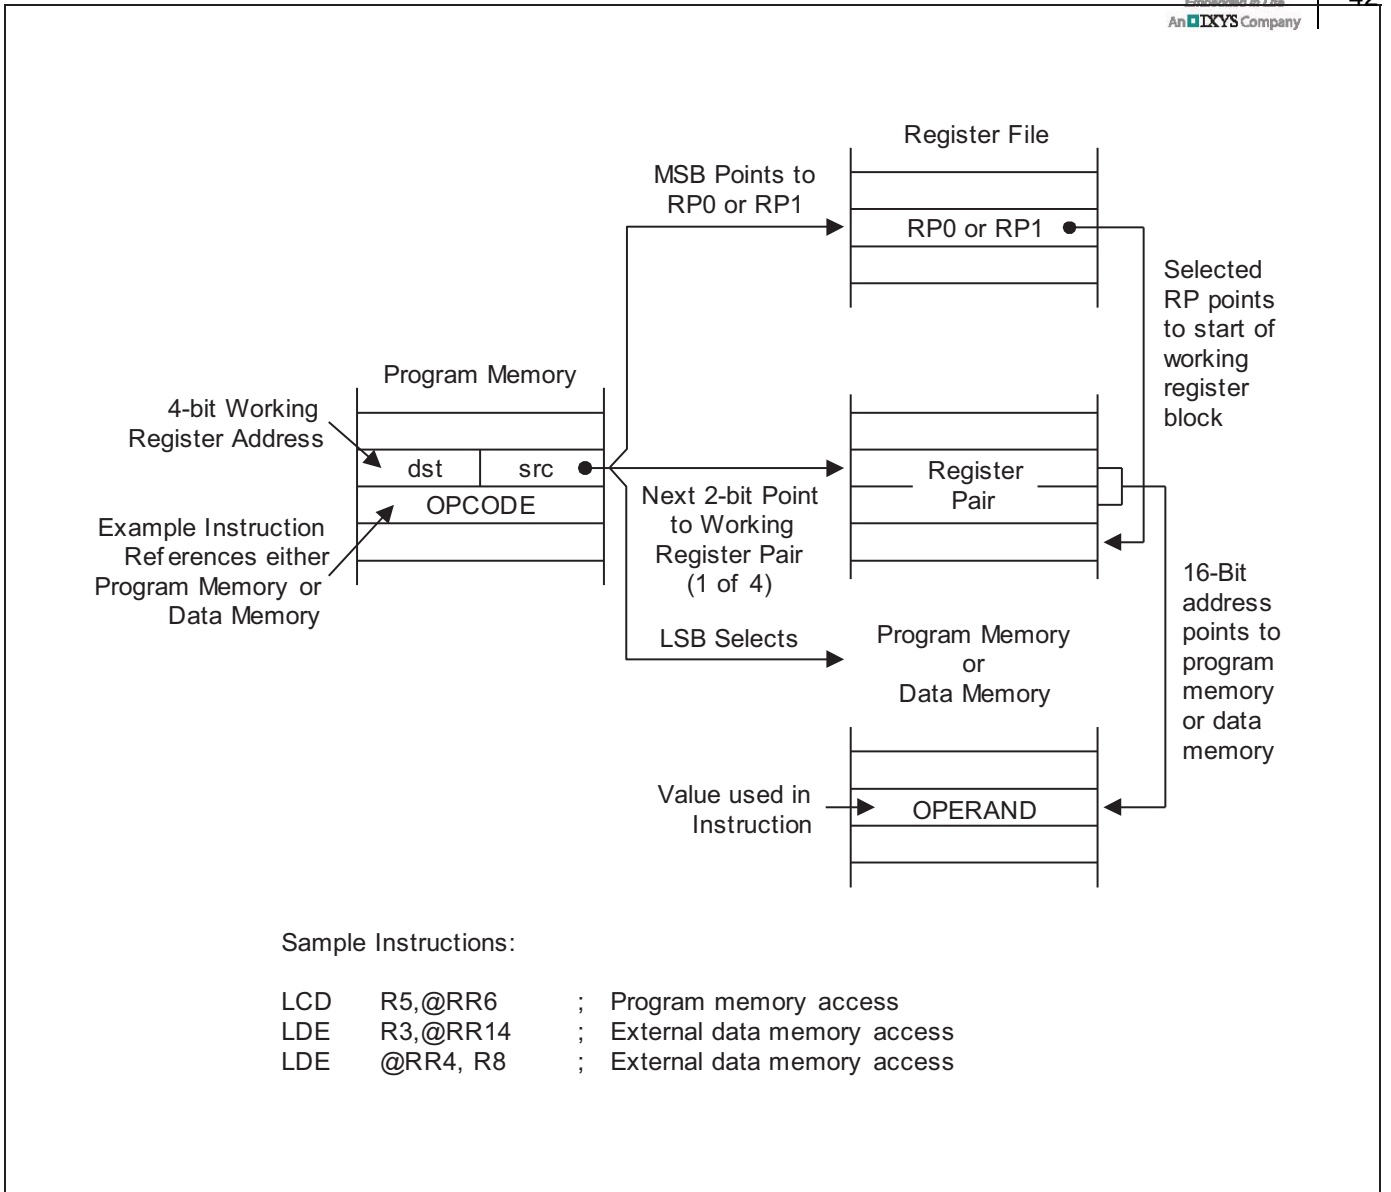 Embedded in Life
An IXYS Company
42
Register File
MSB Points to
RP0 or RP1
RP0 or RP1
Selected
RP points
to start of
working
register
block
Program Memory
4-bit Working
Register Address
dst
src
OPCODE
Register
Pair
Next 2-bit Point
to Working
Register Pair
(1 of 4)
Example Instruction
References either
Program Memory or
Data Memory
16-Bit
address
points to
program
memory
or data
memory
LSB Selects
Program Memory
or
Data Memory
Value used in
Instruction
OPERAND
Sample Instructions:
LCD R5,@RR6 ; Program memory access
LDE R3,@RR14 ; External data memory access
LDE @RR4, R8 ; External data memory access